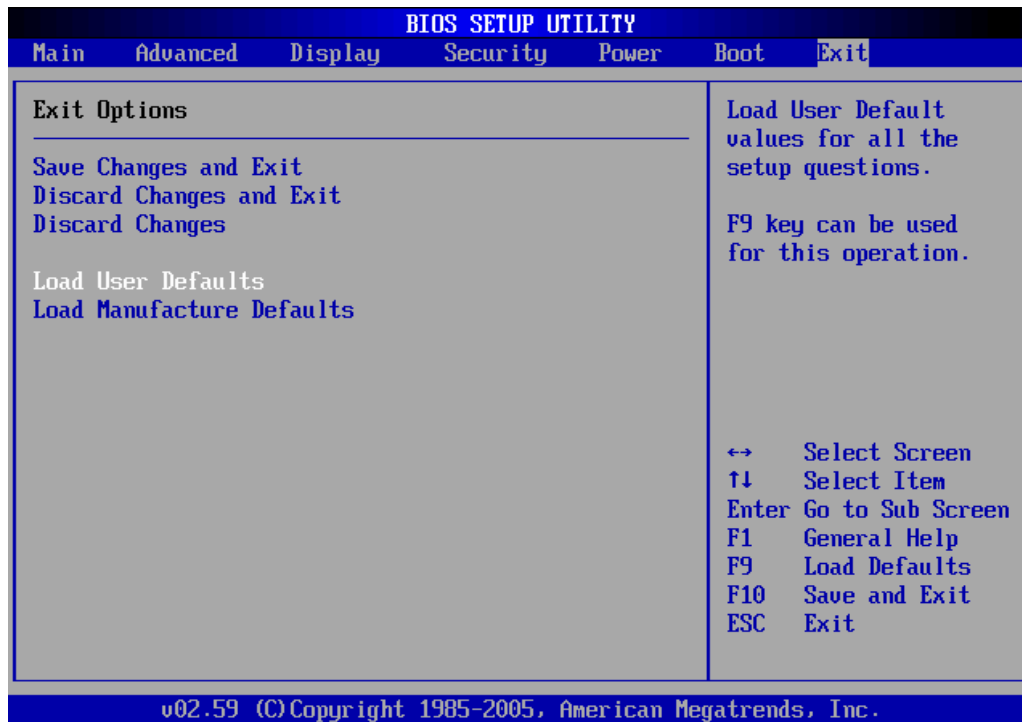 BIOS SETUP UTILITY
Main Advanced Display Security Power Boot Exit
Exit Options
Save Changes and Exit
Discard Changes and Exit
Discard Changes
Load User Defaults
Load Manufacture Defaults
Load User Default
values for all the
setup questions.
F9 key can be used
for this operation.
←→ Select Screen
↑↓ Select Item
Enter Go to Sub Screen
F1 General Help
F9 Load Defaults
F10 Save and Exit
ESC Exit
v02.59 (C)Copyright 1985-2005, American Megatrends, Inc.